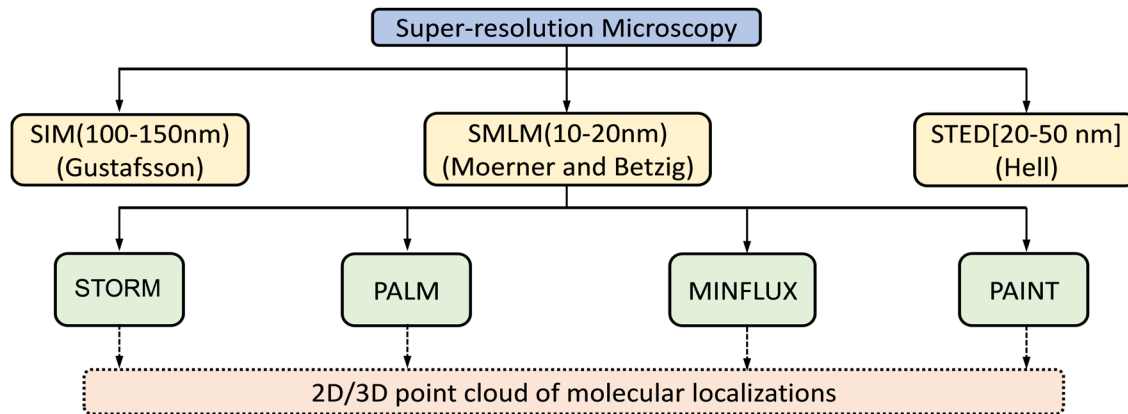 Super-resolution Microscopy
SIM(100-150nm)
(Gustafsson)
SMLM(10-20nm)
(Moerner and Betzig)
STED[20-50 nm]
(Hell)
STORM
PALM
MINFLUX
PAINT
2D/3D point cloud of molecular localizations